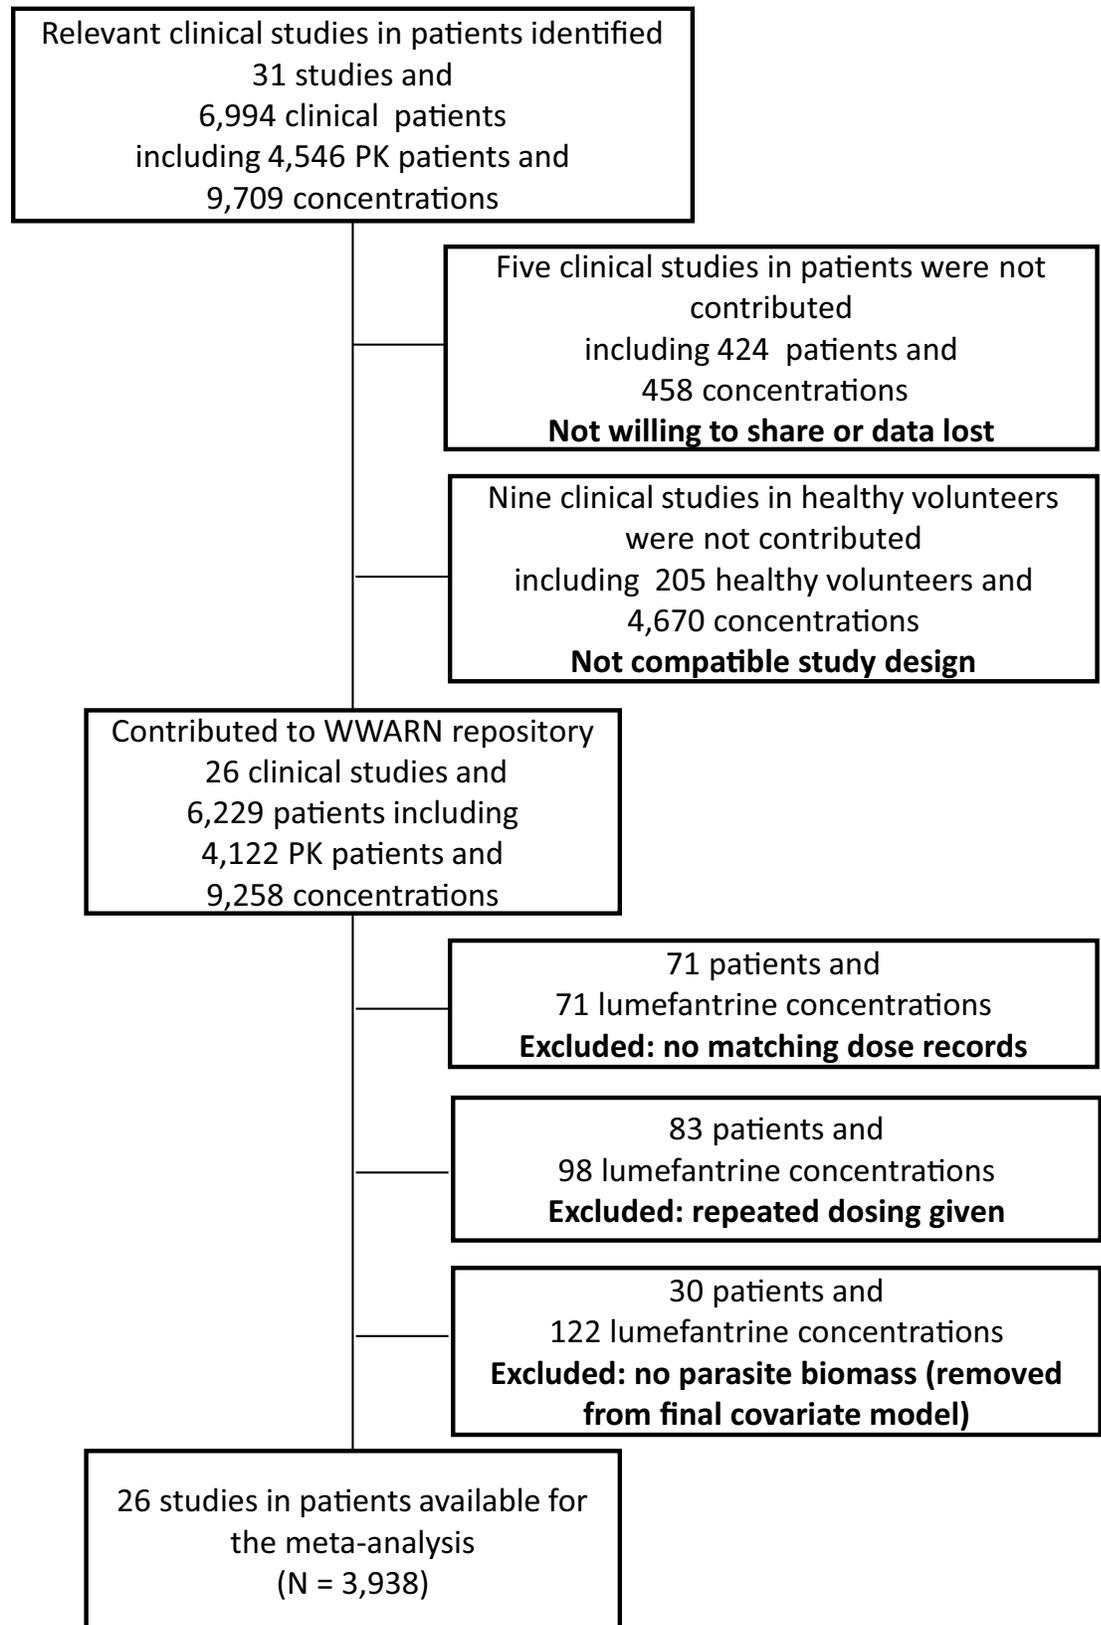 Relevant clinical studies in patients identified
31 studies and
6,994 clinical patients
including 4,546 PK patients and
9,709 concentrations
Five clinical studies in patients were not
contributed
including 424 patients and
458 concentrations
Not willing to share or data lost
Nine clinical studies in healthy volunteers
were not contributed
including 205 healthy volunteers and
4,670 concentrations
Not compatible study design
Contributed to WWARN repository
26 clinical studies and
6,229 patients including
4,122 PK patients and
9,258 concentrations
71 patients and
71 lumefantrine concentrations
Excluded: no matching dose records
83 patients and
98 lumefantrine concentrations
Excluded: repeated dosing given
30 patients and
122 lumefantrine concentrations
Excluded: no parasite biomass (removed
from final covariate model)
26 studies in patients available for
the meta-analysis
(N = 3,938)